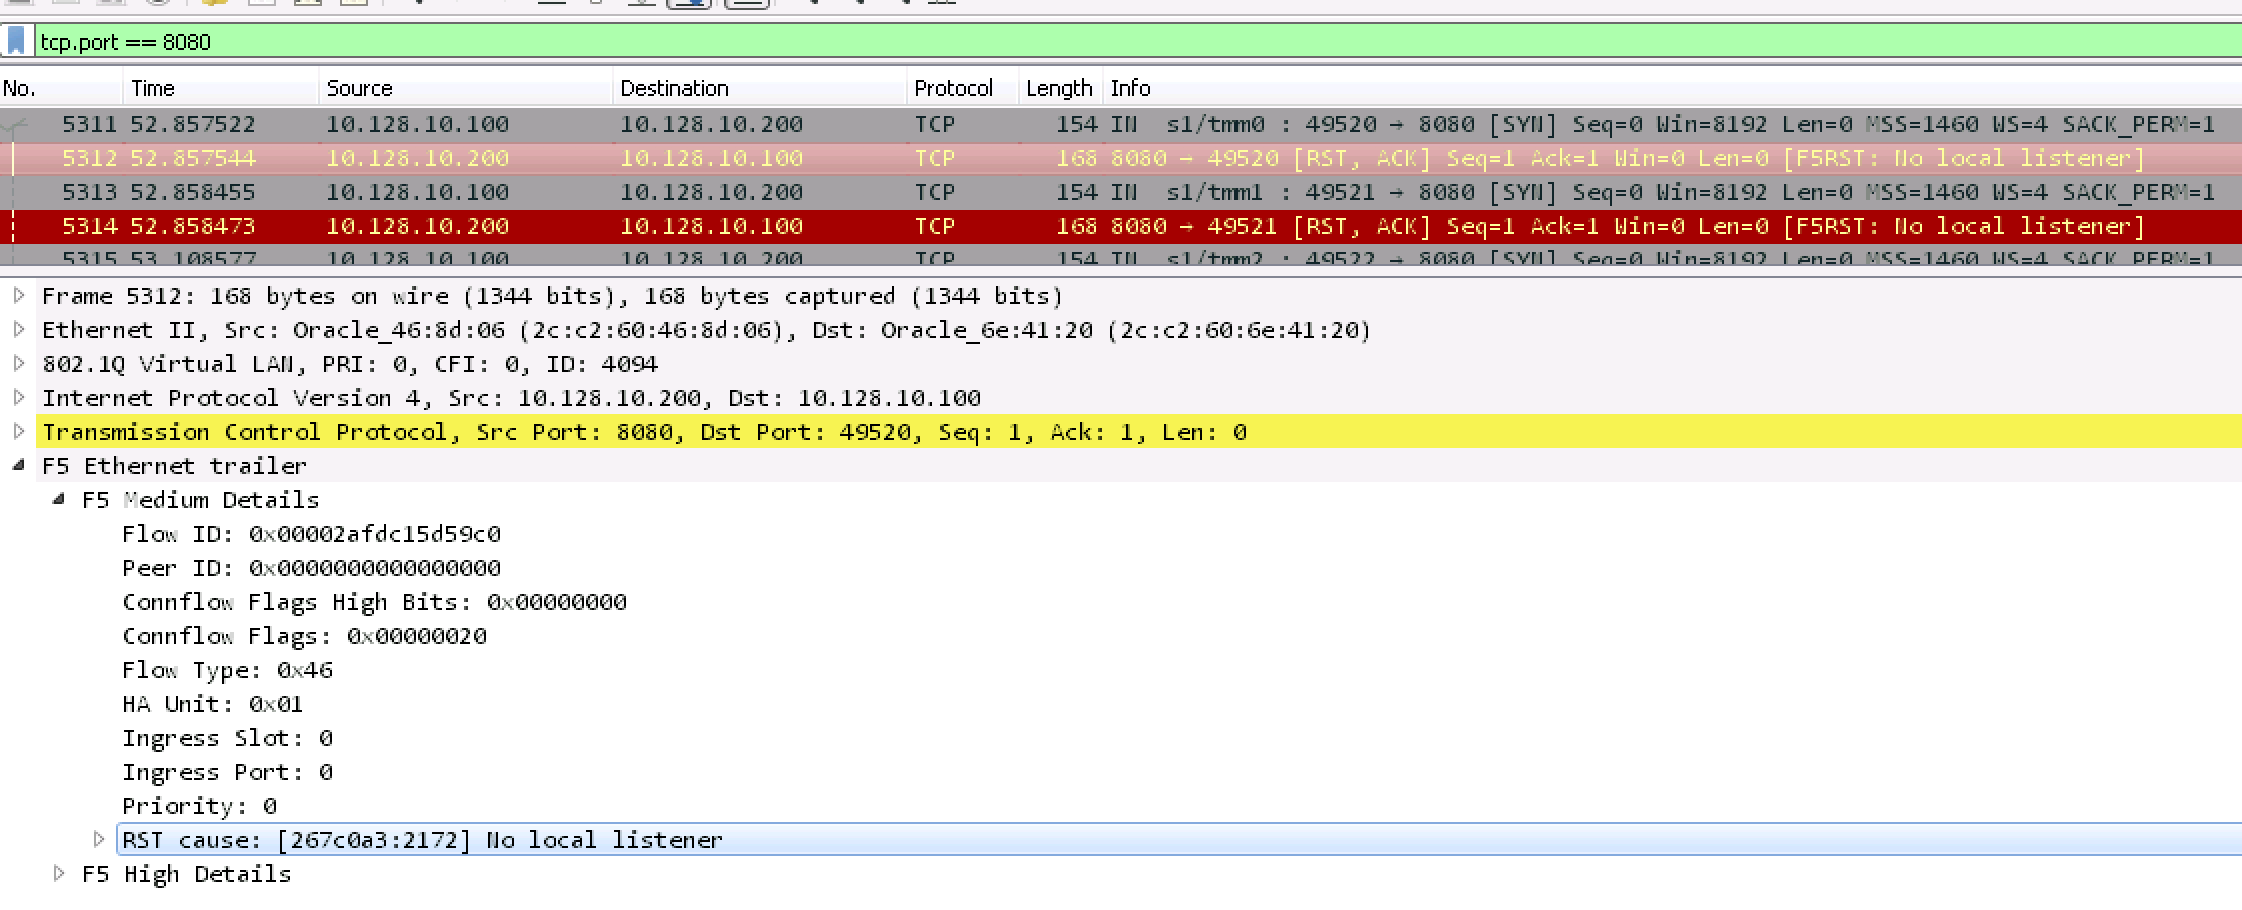 tcp.port == 8080
No. Time Source Destination Protocol Length Info
5311 52.857522 10.128.10.100 10.128.10.200 TCP 154 IN s1/tmm0 : 49520 → 8080 [SYN] Seq=0 Win=8192 Len=0 MSS=1460 WS=4 SACK_PERM=1
5312 52.857544 10.128.10.200 10.128.10.100 TCP 168 8080 → 49520 [RST, ACK] Seq=1 Ack=1 Win=0 Len=0 [F5RST: No local listener]
5313 52.858455 10.128.10.100 10.128.10.200 TCP 154 IN s1/tmm1 : 49521 → 8080 [SYN] Seq=0 Win=8192 Len=0 MSS=1460 WS=4 SACK_PERM=1
5314 52.858473 10.128.10.200 10.128.10.100 TCP 168 8080 → 49521 [RST, ACK] Seq=1 Ack=1 Win=0 Len=0 [F5RST: No local listener]
5315 53.108577 10.128.10.100 10.128.10.200 TCP 154 IN s1/tmm2 : 49522 → 8080 [SYN] Seq=0 Win=8192 Len=0 MSS=1460 WS=4 SACK_PERM=1
Frame 5312: 168 bytes on wire (1344 bits), 168 bytes captured (1344 bits)
Ethernet II, Src: Oracle_46:8d:06 (2c:c2:60:46:8d:06), Dst: Oracle_6e:41:20 (2c:c2:60:6e:41:20)
802.1Q Virtual LAN, PRI: 0, CFI: 0, ID: 4094
Internet Protocol Version 4, Src: 10.128.10.200, Dst: 10.128.10.100
Transmission Control Protocol, Src Port: 8080, Dst Port: 49520, Seq: 1, Ack: 1, Len: 0
F5 Ethernet trailer
F5 Medium Details
Flow ID: 0x00002afdc15d59c0
Peer ID: 0x0000000000000000
Connflow Flags High Bits: 0x00000000
Connflow Flags: 0x00000020
Flow Type: 0x46
HA Unit: 0x01
Ingress Slot: 0
Ingress Port: 0
Priority: 0
RST cause: [267c0a3:2172] No local listener
F5 High Details